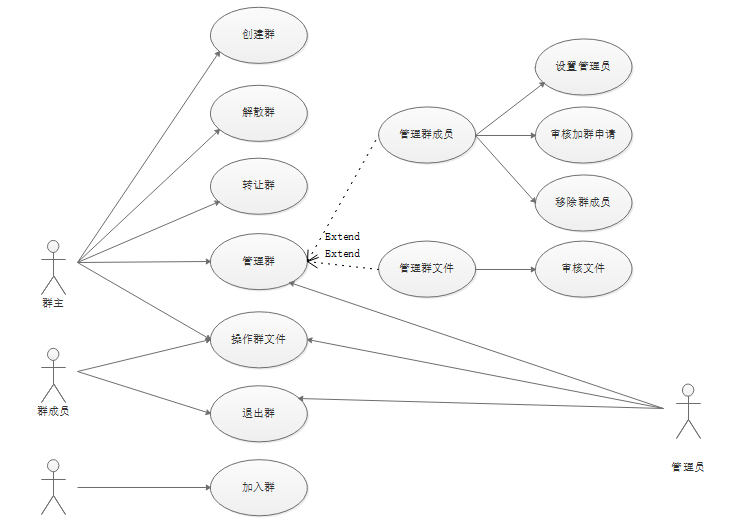 创建群
解散群
转让群
管理群
操作群文件
退出群
加入群
管理群成员
管理群文件
设置管理员
审核加群申请
移除群成员
审核文件
Extend
Extend
群主
群成员
管理员